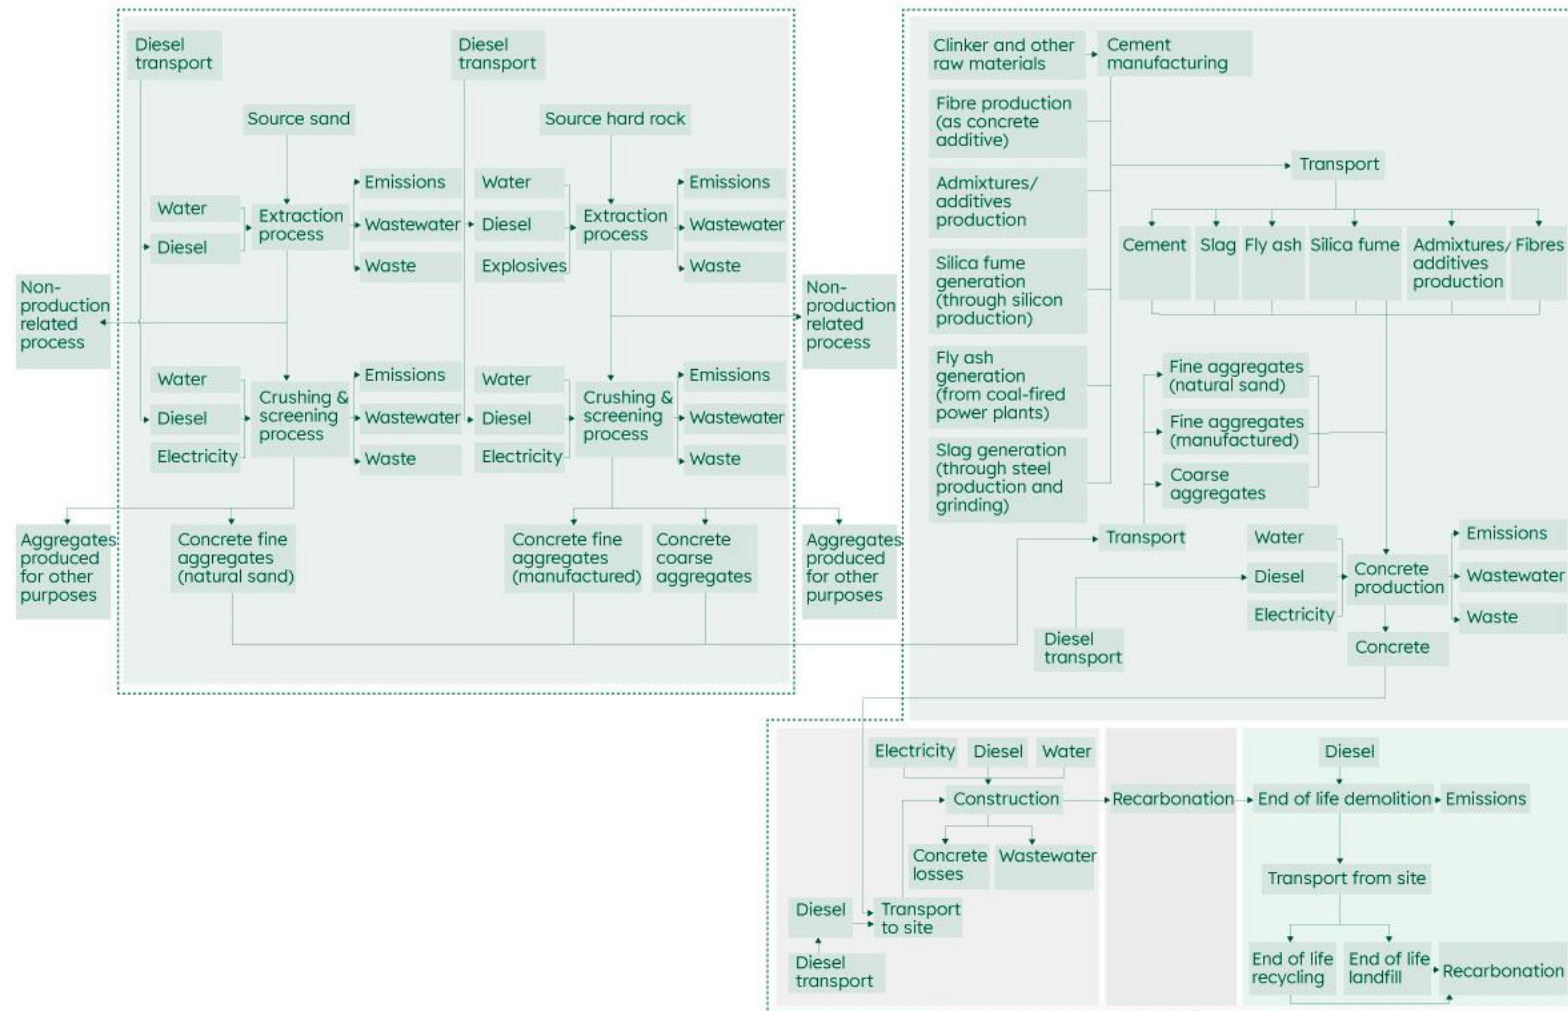 Diesel
transport
Diesel
transport
Source sand
Source hard rock
Water
Diesel
Extraction
process
Emissions
Wastewater
Waste
Water
Diesel
Explosives
Extraction
process
Emissions
Wastewater
Waste
Non-
production
related
process
Non-
production
related
process
Water
Diesel
Electricity
Crushing &
screening
process
Emissions
Wastewater
Waste
Water
Diesel
Electricity
Crushing &
screening
process
Emissions
Wastewater
Waste
Aggregates
produced
for other
purposes
Concrete fine
aggregates
(natural sand)
Concrete fine
aggregates
(manufactured)
Concrete
coarse
aggregates
Aggregates
produced
for other
purposes
Clinker and other
raw materials
Cement
manufacturing
Fibre production
(as concrete
additive)
Admixtures/
additives
production
Silica fume
generation
(through silicon
production)
Fly ash
generation
(from coal-fired
power plants)
Slag generation
(through steel
production and
grinding)
Transport
Cement
Slag
Fly ash
Silica fume
Admixtures/
additives
production
Fibres
Fine aggregates
(natural sand)
Fine aggregates
(manufactured)
Coarse
aggregates
Transport
Water
Diesel
Electricity
Concrete
production
Emissions
Wastewater
Waste
Diesel
transport
Concrete
Electricity
Diesel
Water
Construction
Concrete
losses
Wastewater
Diesel
Transport
to site
Diesel
transport
Recarbonation
Diesel
End of life demolition
Emissions
Transport from site
End of life
recycling
End of life
landfill
Recarbonation